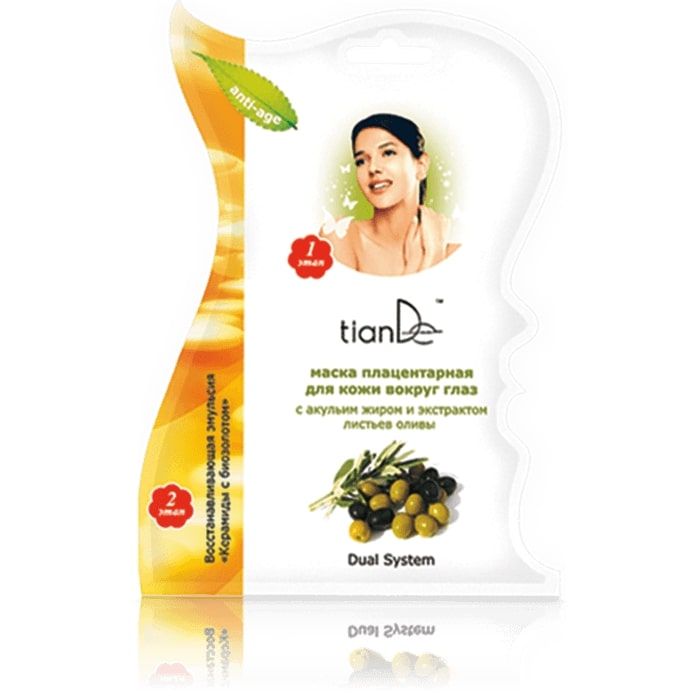 anti-age
1
этап
tianDe™
маска плацентарная
для кожи вокруг глаз
с акульим жиром и экстрактом
листьев оливы
Dual System
2
этап
Восстанавливающая эмульсия
«Керамиды с биозолотом»